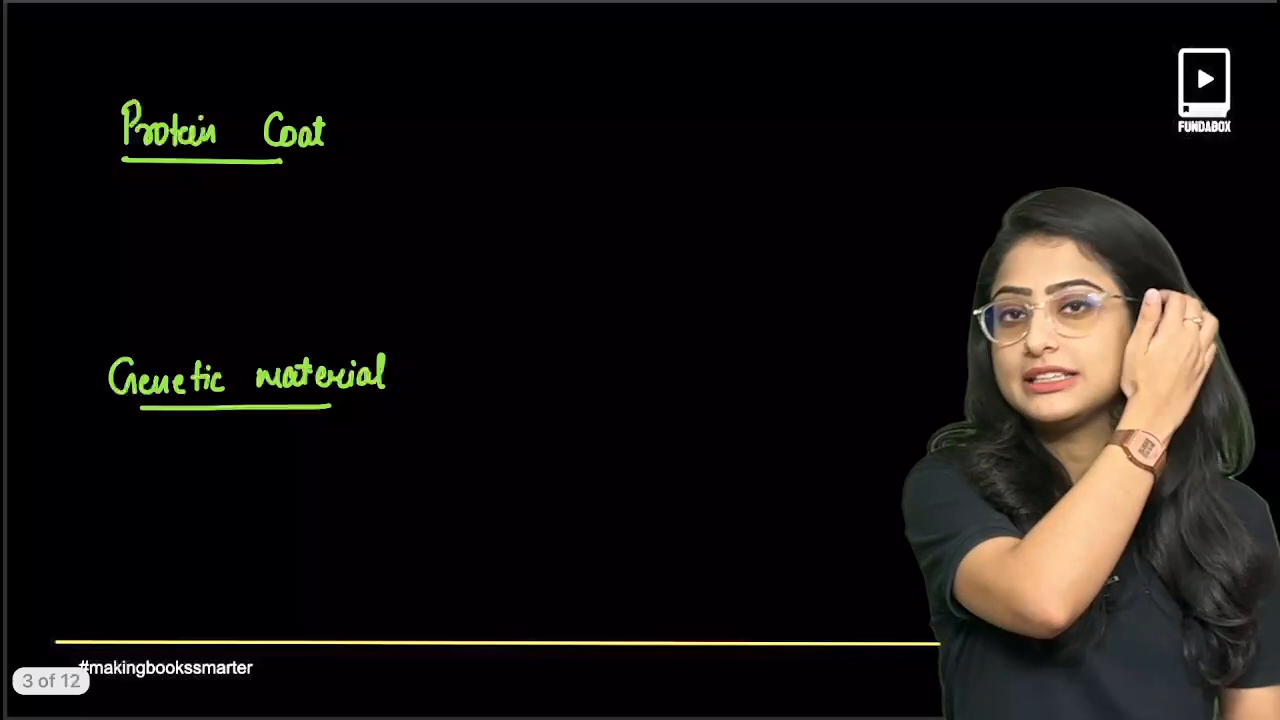 Protein Coat
FUNDABOX
Genetic material
#makingbookssmarter
3 of 12